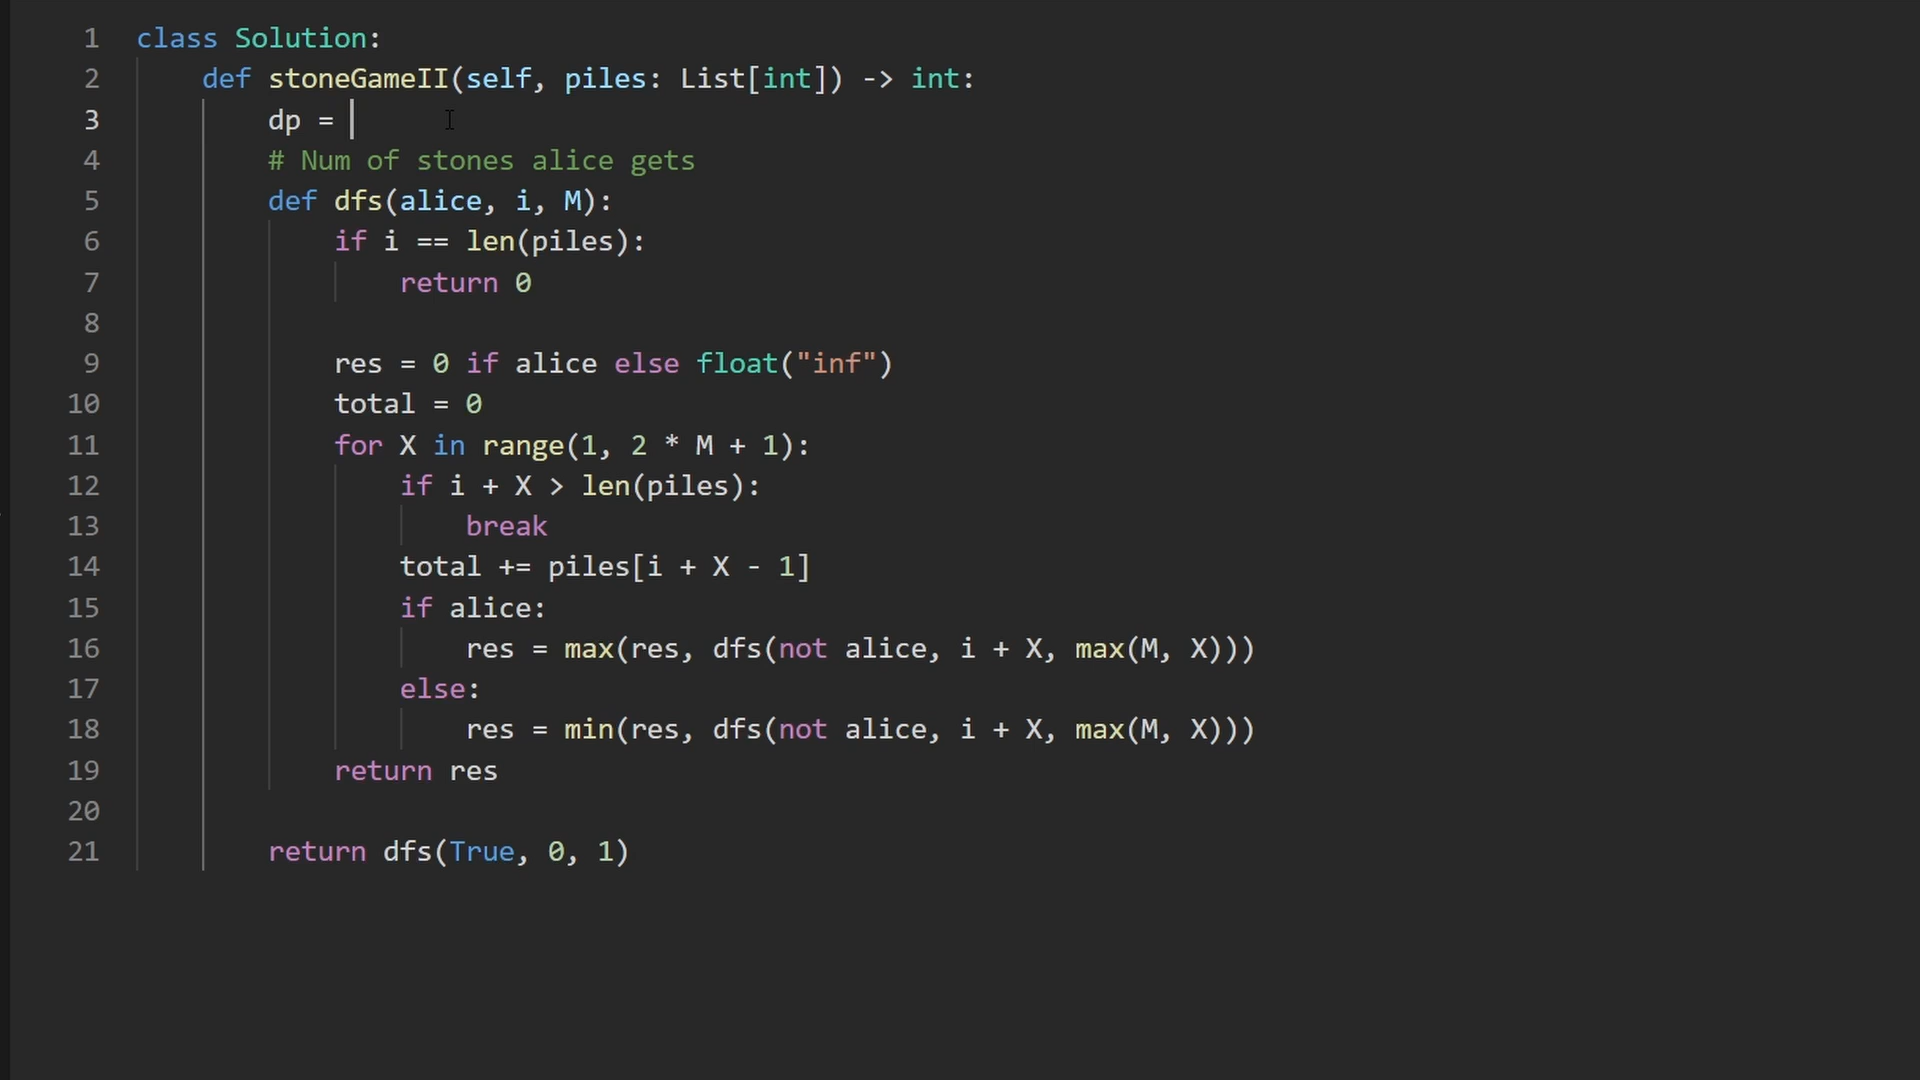 1 class Solution:
2 def stoneGameII(self, piles: List[int]) -> int:
3 dp =
4 # Num of stones alice gets
5 def dfs(alice, i, M):
6 if i == len(piles):
7 return 0
8
9 res = 0 if alice else float("inf")
10 total = 0
11 for X in range(1, 2 * M + 1):
12 if i + X > len(piles):
13 break
14 total += piles[i + X - 1]
15 if alice:
16 res = max(res, dfs(not alice, i + X, max(M, X)))
17 else:
18 res = min(res, dfs(not alice, i + X, max(M, X)))
19 return res
20
21 return dfs(True, 0, 1)